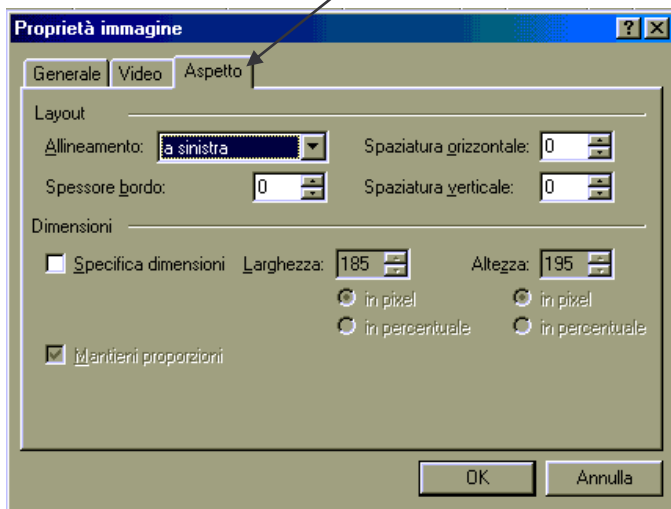 Proprietà immagine
Generale Video Aspetto
Layout
Allineamento: a sinistra Spaziatura orizzontale: 0
Spessore bordo: 0 Spaziatura verticale: 0
Dimensioni
Specifica dimensioni Larghezza: 185 Altezza: 195
in pixel in pixel
in percentuale in percentuale
Mantieni proporzioni
OK Annulla